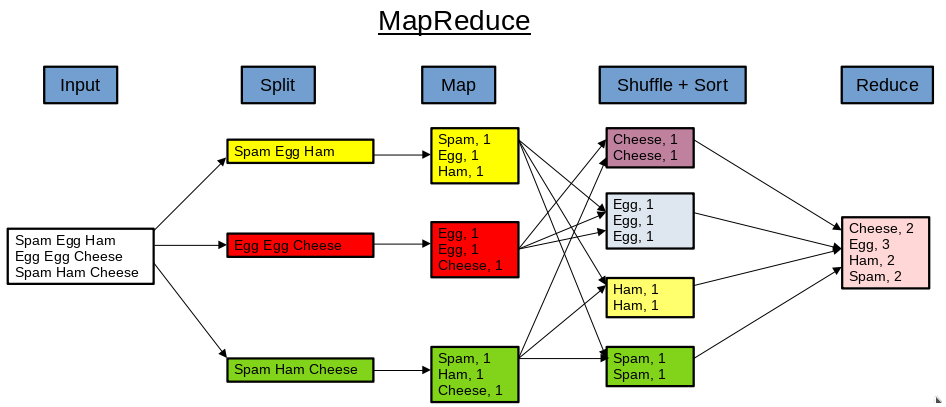 MapReduce
Input
Split
Map
Shuffle + Sort
Reduce
Spam Egg Ham
Egg Egg Cheese
Spam Ham Cheese
Spam Egg Ham
Egg Egg Cheese
Spam Ham Cheese
Spam, 1
Egg, 1
Ham, 1
Egg, 1
Egg, 1
Cheese, 1
Spam, 1
Ham, 1
Cheese, 1
Cheese, 1
Cheese, 1
Egg, 1
Egg, 1
Egg, 1
Ham, 1
Ham, 1
Spam, 1
Spam, 1
Cheese, 2
Egg, 3
Ham, 2
Spam, 2